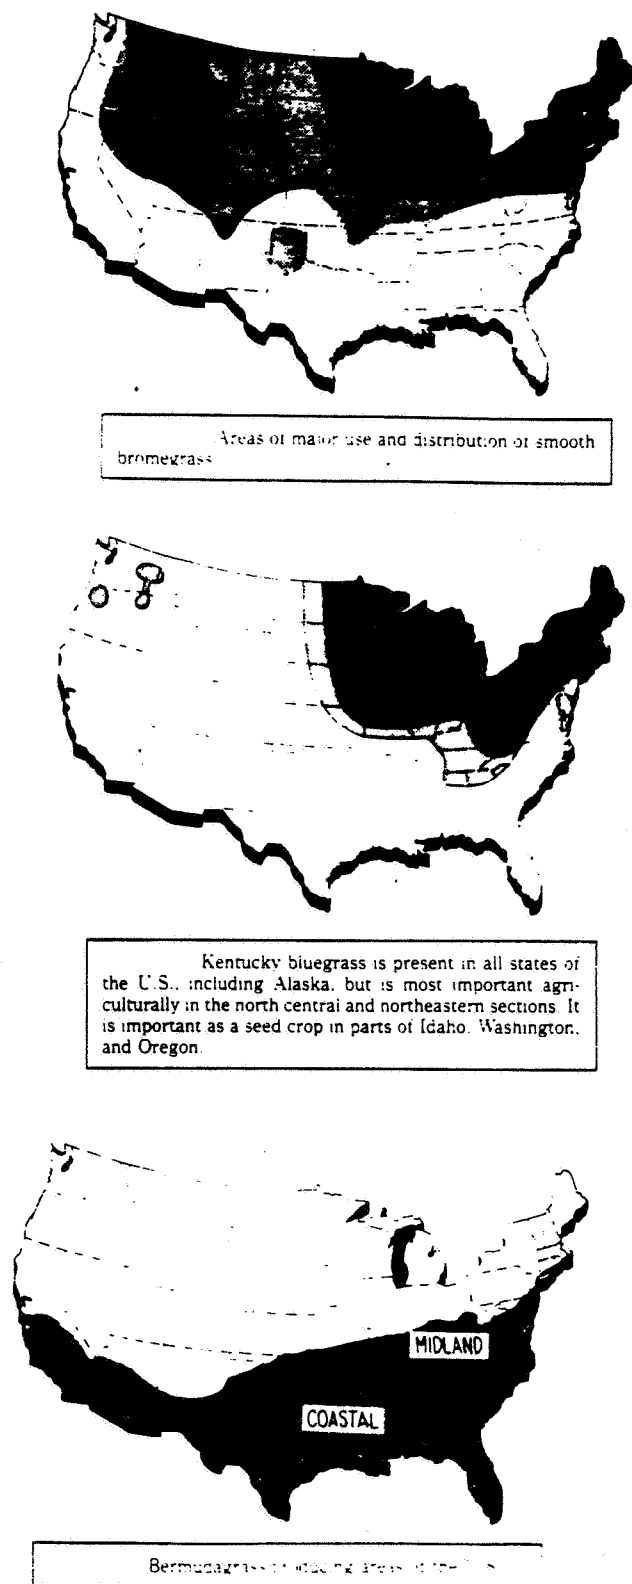 Areas of major use and distribution of smooth
bromegrass
Kentucky bluegrass is present in all states of
the U.S., including Alaska, but is most important agri-
culturally in the north central and northeastern sections. It
is important as a seed crop in parts of Idaho, Washington,
and Oregon.
MIDLAND
COASTAL
Bermudagrass producing areas